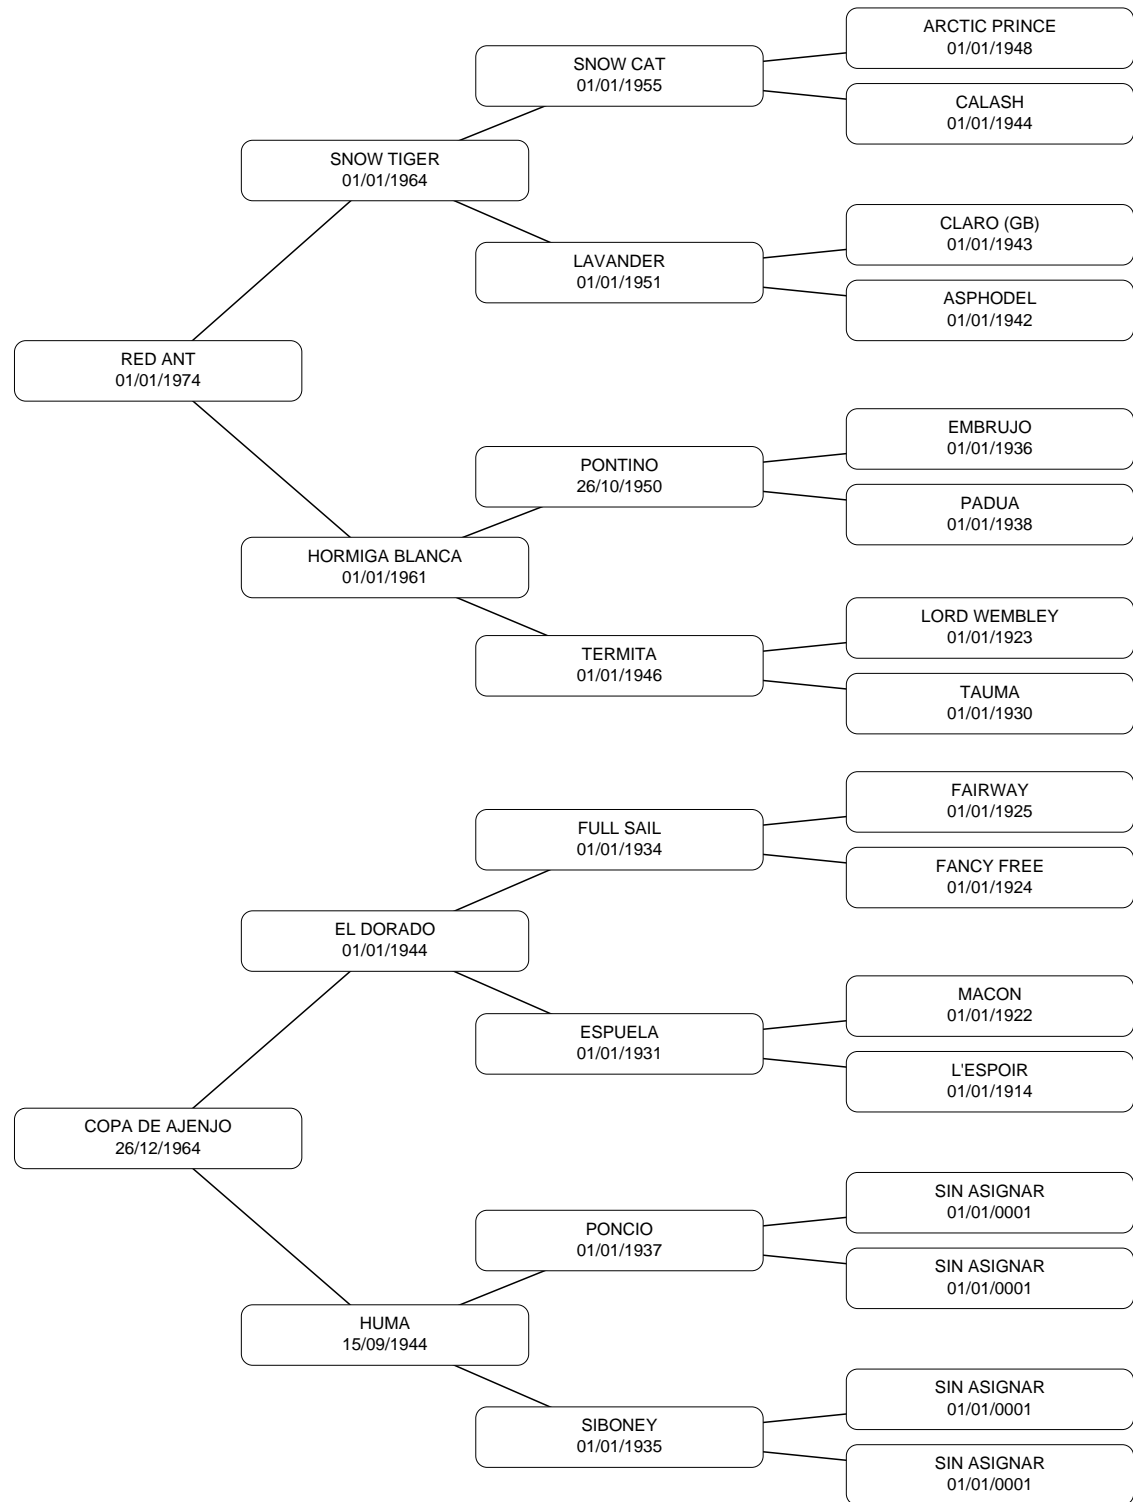 ARCTIC PRINCE
01/01/1948
SNOW CAT
01/01/1955
CALASH
01/01/1944
SNOW TIGER
01/01/1964
CLARO (GB)
01/01/1943
LAVANDER
01/01/1951
ASPHODEL
01/01/1942
RED ANT
01/01/1974
EMBRUJO
01/01/1936
PONTINO
26/10/1950
PADUA
01/01/1938
HORMIGA BLANCA
01/01/1961
LORD WEMBLEY
01/01/1923
TERMITA
01/01/1946
TAUMA
01/01/1930
FAIRWAY
01/01/1925
FULL SAIL
01/01/1934
FANCY FREE
01/01/1924
EL DORADO
01/01/1944
MACON
01/01/1922
ESPUELA
01/01/1931
L'ESPOIR
01/01/1914
COPA DE AJENJO
26/12/1964
SIN ASIGNAR
01/01/0001
PONCIO
01/01/1937
SIN ASIGNAR
01/01/0001
HUMA
15/09/1944
SIN ASIGNAR
01/01/0001
SIBONEY
01/01/1935
SIN ASIGNAR
01/01/0001